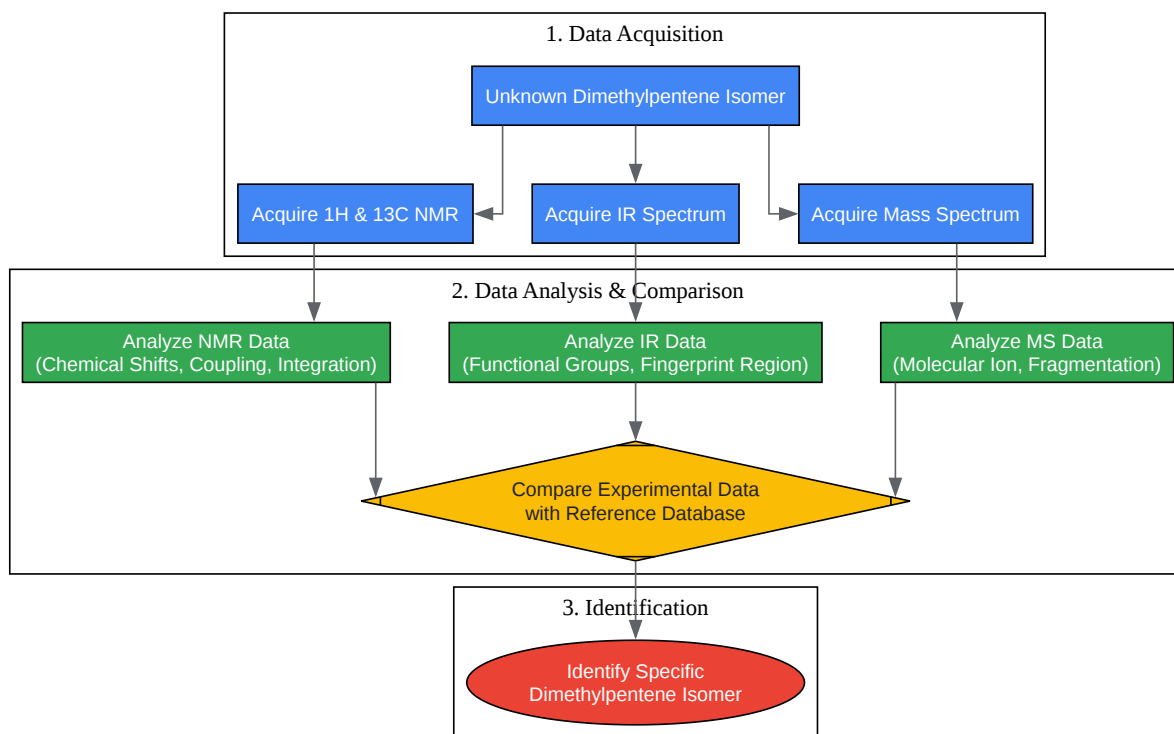 1. Data Acquisition
Unknown Dimethylpentene Isomer
Acquire 1H & 13C NMR
Acquire IR Spectrum
Acquire Mass Spectrum
2. Data Analysis & Comparison
Analyze NMR Data
(Chemical Shifts, Coupling, Integration)
Analyze IR Data
(Functional Groups, Fingerprint Region)
Analyze MS Data
(Molecular Ion, Fragmentation)
Compare Experimental Data
with Reference Database
3. Identification
Identify Specific
Dimethylpentene Isomer